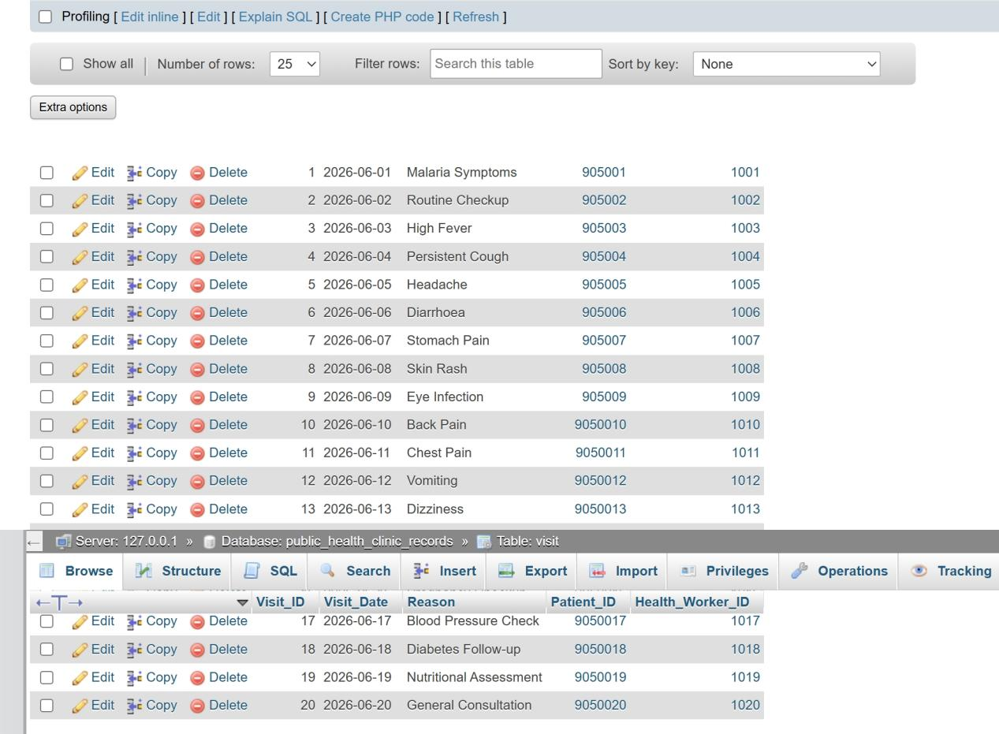 Profiling [ Edit inline ] [ Edit ] [ Explain SQL ] [ Create PHP code ] [ Refresh ]
Show all | Number of rows: 25 Filter rows: Search this table Sort by key: None
Extra options
Edit Copy Delete 1 2026-06-01 Malaria Symptoms 905001 1001
Edit Copy Delete 2 2026-06-02 Routine Checkup 905002 1002
Edit Copy Delete 3 2026-06-03 High Fever 905003 1003
Edit Copy Delete 4 2026-06-04 Persistent Cough 905004 1004
Edit Copy Delete 5 2026-06-05 Headache 905005 1005
Edit Copy Delete 6 2026-06-06 Diarrhoea 905006 1006
Edit Copy Delete 7 2026-06-07 Stomach Pain 905007 1007
Edit Copy Delete 8 2026-06-08 Skin Rash 905008 1008
Edit Copy Delete 9 2026-06-09 Eye Infection 905009 1009
Edit Copy Delete 10 2026-06-10 Back Pain 9050010 1010
Edit Copy Delete 11 2026-06-11 Chest Pain 9050011 1011
Edit Copy Delete 12 2026-06-12 Vomiting 9050012 1012
Edit Copy Delete 13 2026-06-13 Dizziness 9050013 1013
Server: 127.0.0.1 » Database: public_health_clinic_records » Table: visit
Browse Structure SQL Search Insert Export Import Privileges Operations Tracking
Visit_ID Visit_Date Reason Patient_ID Health_Worker_ID
Edit Copy Delete 17 2026-06-17 Blood Pressure Check 9050017 1017
Edit Copy Delete 18 2026-06-18 Diabetes Follow-up 9050018 1018
Edit Copy Delete 19 2026-06-19 Nutritional Assessment 9050019 1019
Edit Copy Delete 20 2026-06-20 General Consultation 9050020 1020